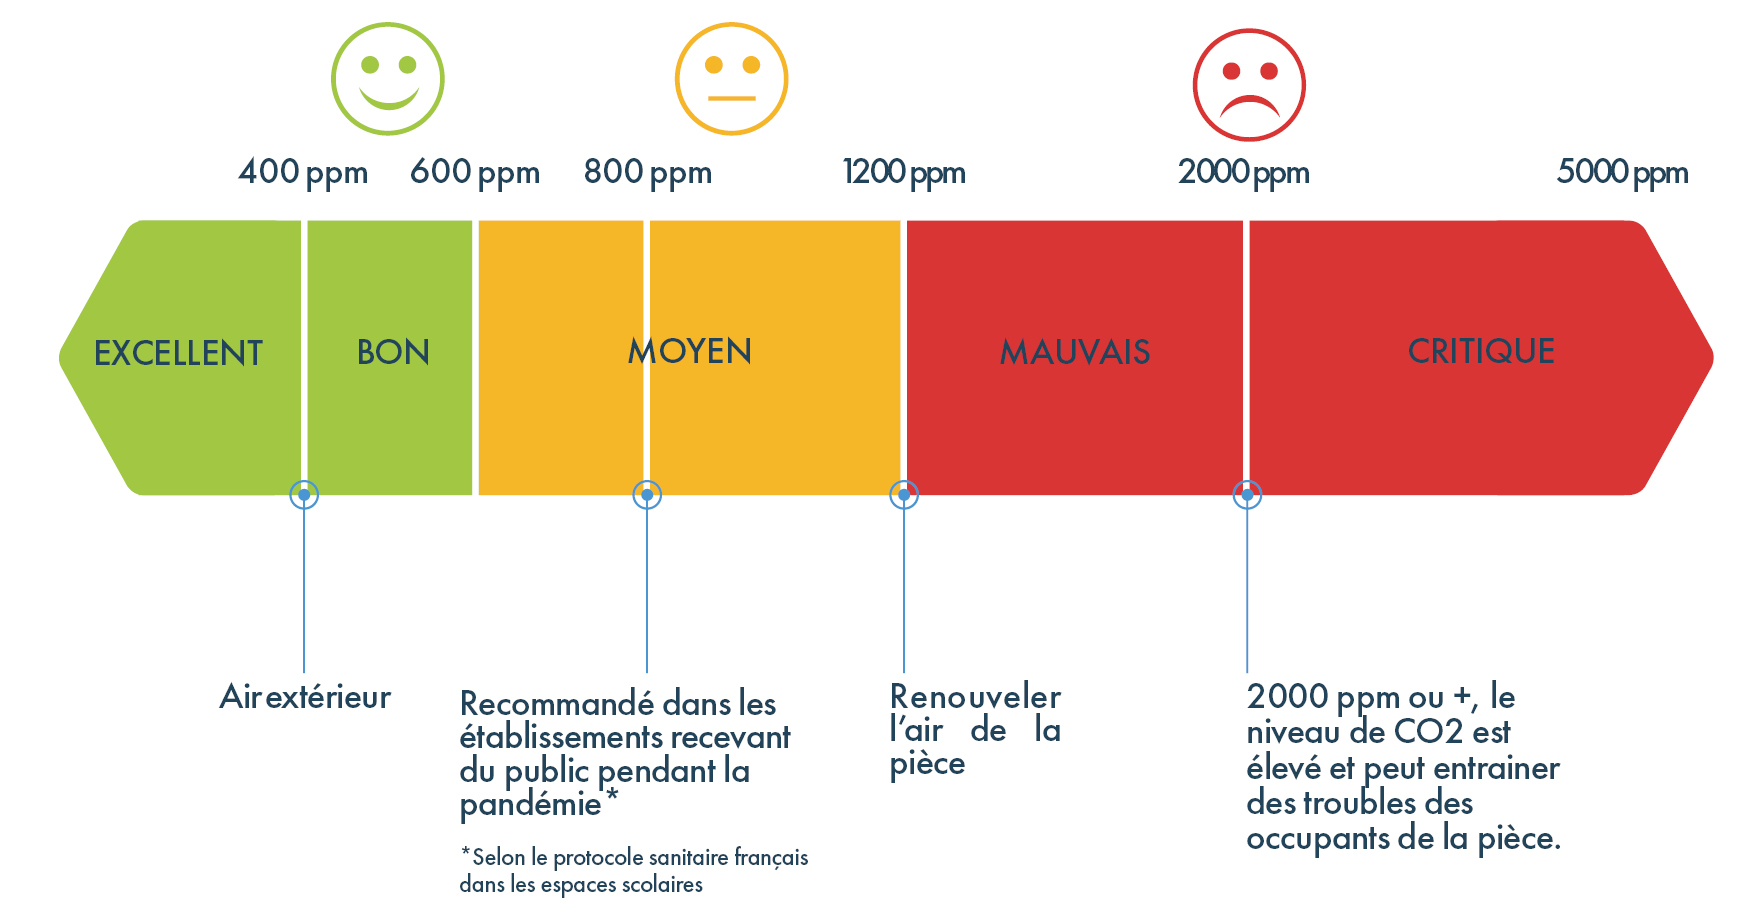 400 ppm
600 ppm
800 ppm
1200 ppm
2000 ppm
5000 ppm
EXCELLENT
BON
MOYEN
MAUVAIS
CRITIQUE
Air extérieur
Recommandé dans les
établissements recevant
du public pendant la
pandémie*
*Selon le protocole sanitaire français
dans les espaces scolaires
Renouveler
l’air de la
pièce
2000 ppm ou +, le
niveau de CO2 est
élevé et peut entrainer
des troubles des
occupants de la pièce.